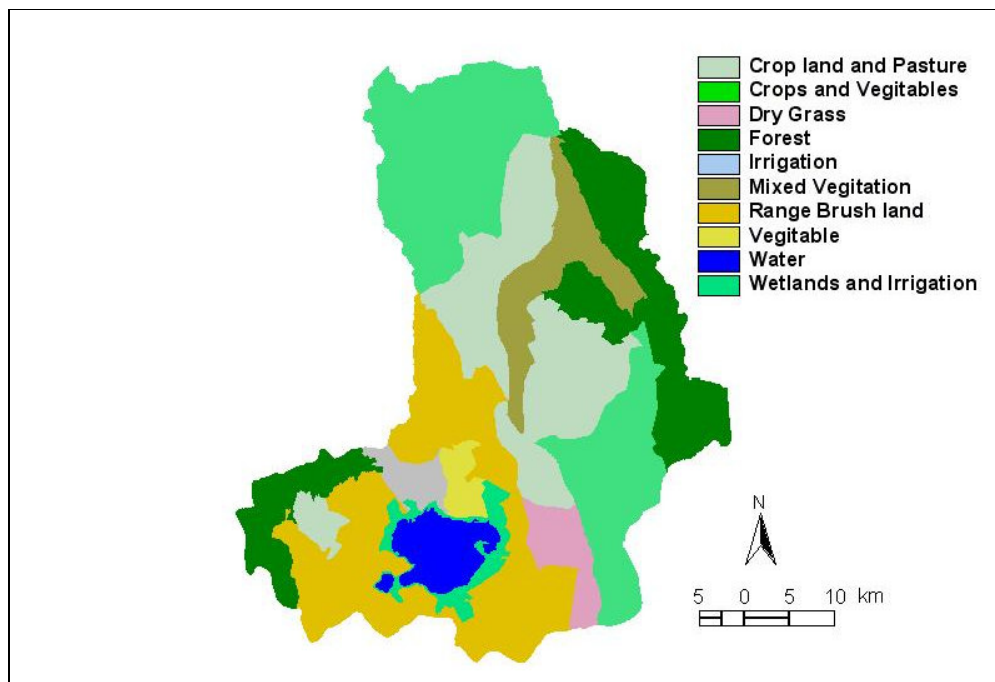 Crop land and Pasture
Crops and Vegitables
Dry Grass
Forest
Irrigation
Mixed Vegitation
Range Brush land
Vegitable
Water
Wetlands and Irrigation
N
5 0 5 10 km